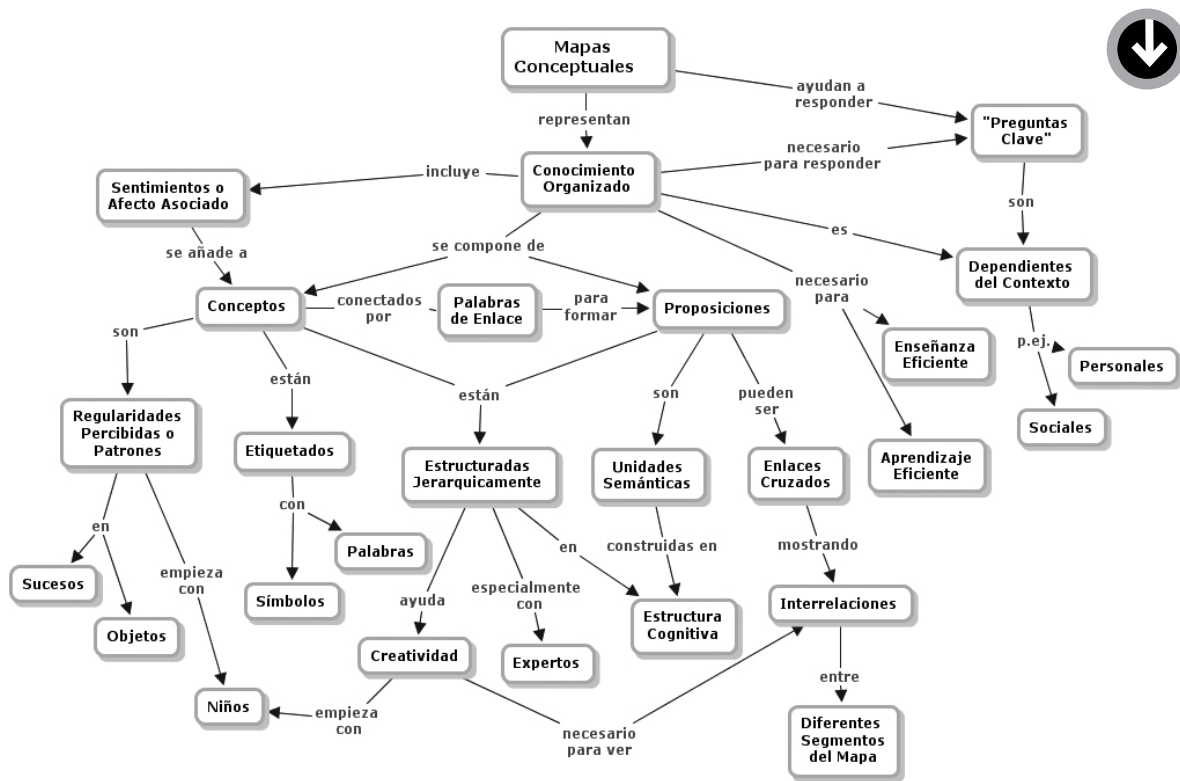 Mapas
Conceptuales
ayudan a
responder
representan
"Preguntas
Clave"
necesario
para responder
Conocimiento
Organizado
incluye
Sentimientos o
Afecto Asociado
son
es
se añade a
se compone de
Dependientes
del Contexto
necesario
para
Conceptos
conectados
por
Palabras
de Enlace
para
formar
Proposiciones
son
Enseñanza
Eficiente
p.ej.
Personales
están
están
son
pueden
ser
Regularidades
Percibidas o
Patrones
Etiquetados
Estructuradas
Jerarquicamente
Unidades
Semánticas
Enlaces
Cruzados
Aprendizaje
Eficiente
Sociales
en
con
en
construidas en
mostrando
Palabras
empieza
con
Sucesos
Símbolos
ayuda
especialmente
con
Interrelaciones
Objetos
Estructura
Cognitiva
Creatividad
Expertos
entre
Niños
empieza
con
necesario
para ver
Diferentes
Segmentos
del Mapa